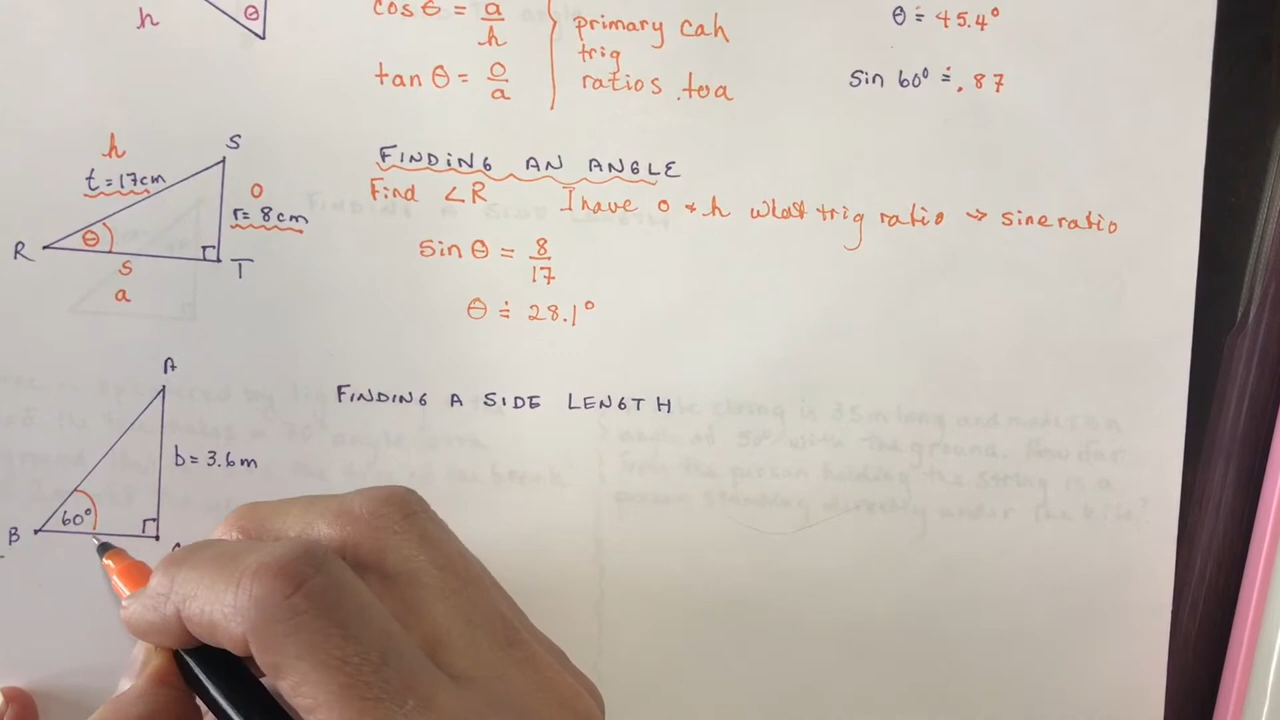 h θ
cos θ = a/h
tan θ = o/a
primary cah
trig
ratios .toa
θ ≐ 45.4°
sin 60° ≐ .87
h
t = 17cm
S
o
r = 8cm
R
θ
s
a
T
FINDING AN ANGLE
Find ∠R I have o & h what trig ratio → sine ratio
sin θ = 8/17
θ ≐ 28.1°
A
b = 3.6m
B
60°
FINDING A SIDE LENGTH